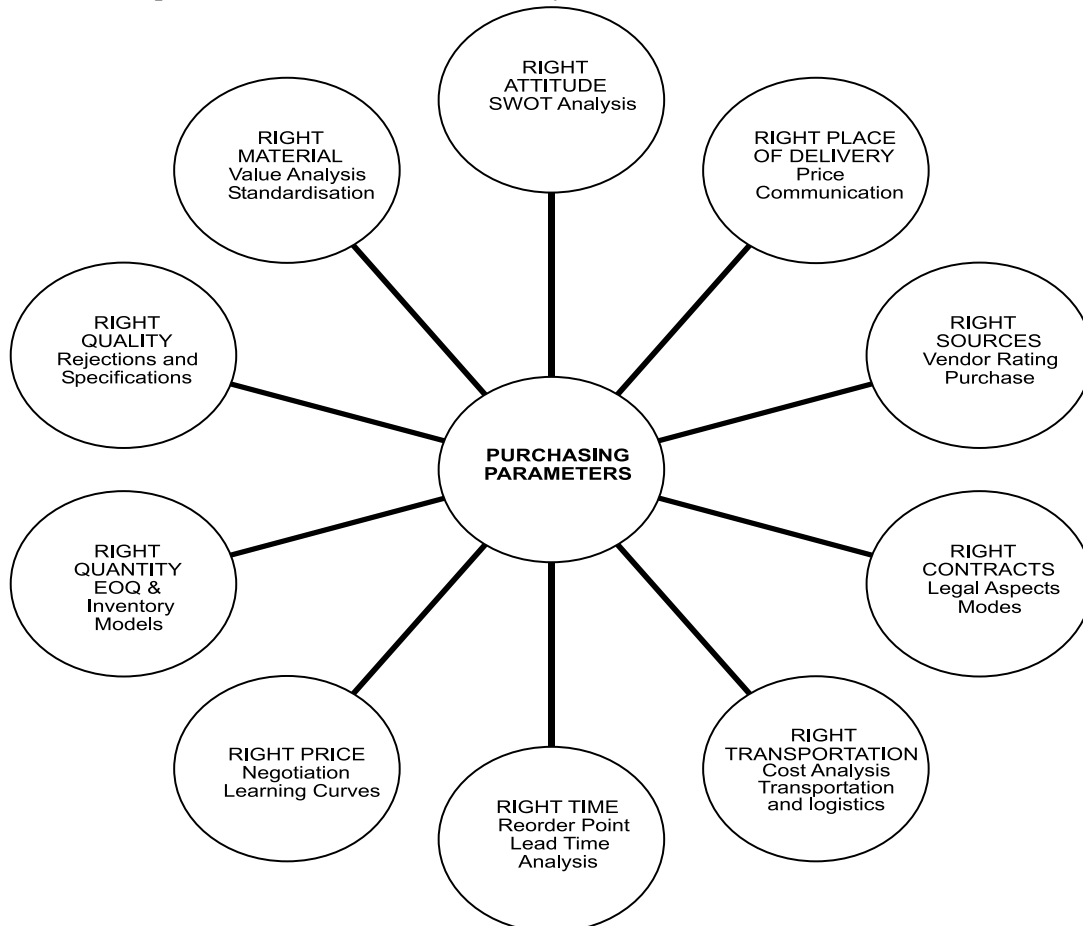 RIGHT
ATTITUDE
SWOT Analysis
RIGHT
MATERIAL
Value Analysis
Standardisation
RIGHT PLACE
OF DELIVERY
Price
Communication
RIGHT
QUALITY
Rejections and
Specifications
RIGHT
SOURCES
Vendor Rating
Purchase
PURCHASING
PARAMETERS
RIGHT
QUANTITY
EOQ &
Inventory
Models
RIGHT
CONTRACTS
Legal Aspects
Modes
RIGHT PRICE
Negotiation
Learning Curves
RIGHT TIME
Reorder Point
Lead Time
Analysis
RIGHT
TRANSPORTATION
Cost Analysis
Transportation
and logistics